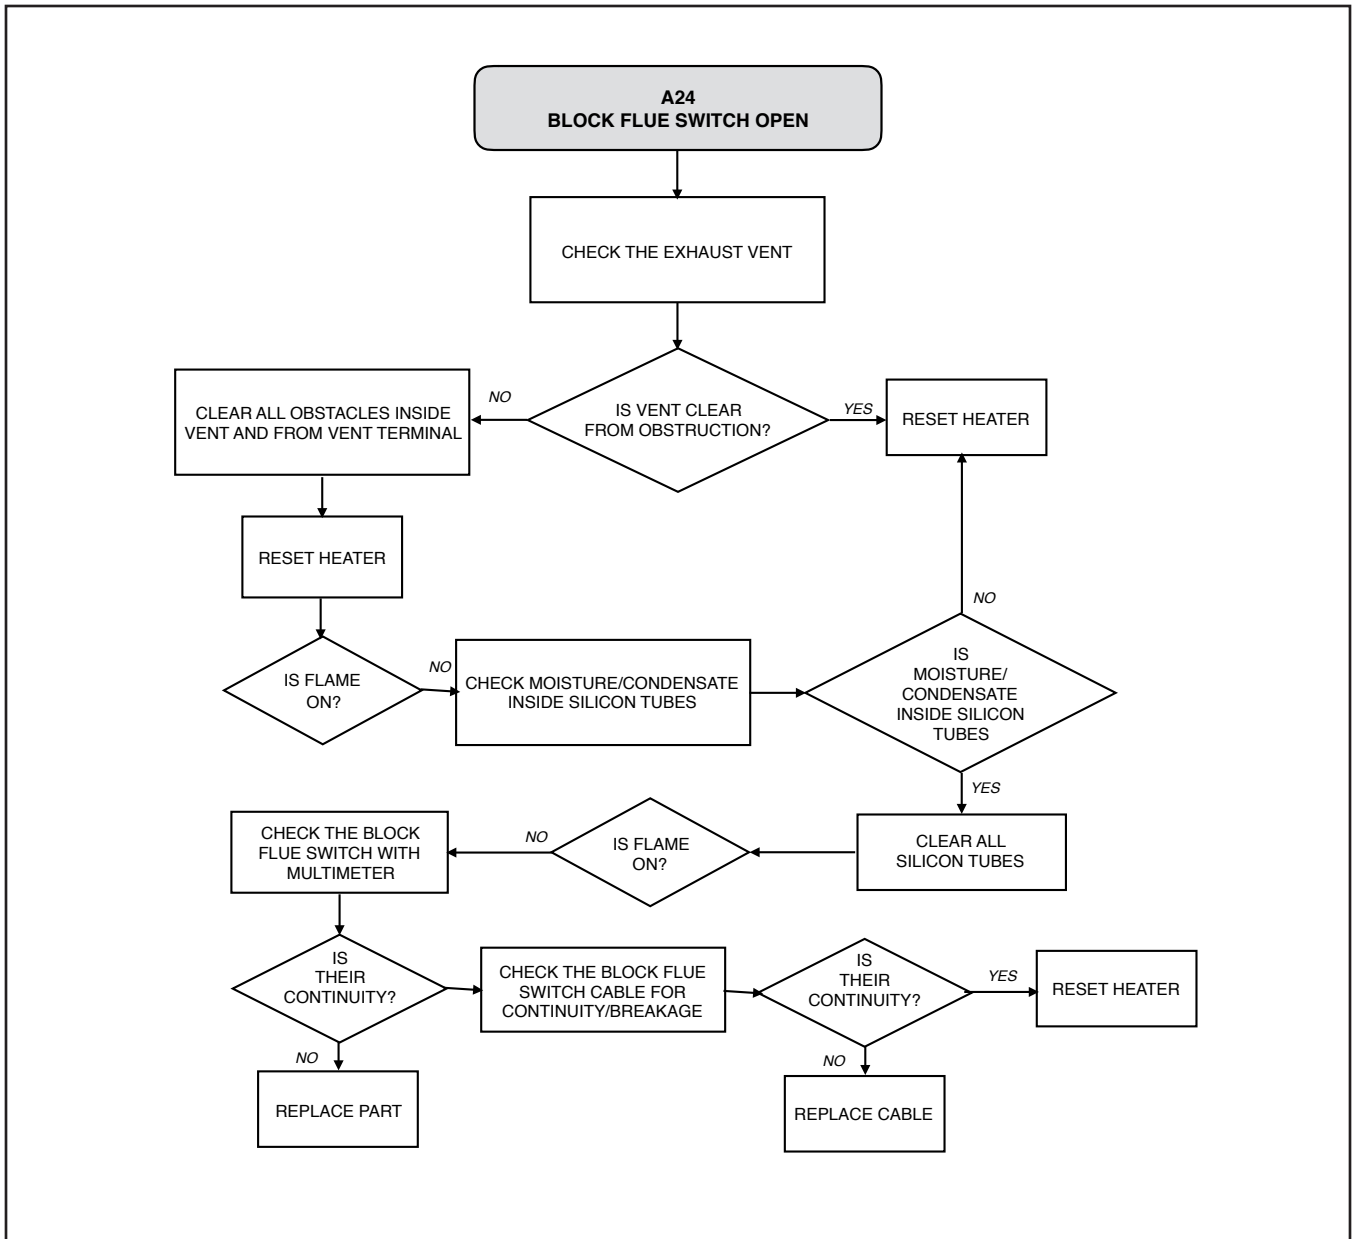 A24
BLOCK FLUE SWITCH OPEN
CHECK THE EXHAUST VENT
IS VENT CLEAR
FROM OBSTRUCTION?
NO
YES
CLEAR ALL OBSTACLES INSIDE
VENT AND FROM VENT TERMINAL
RESET HEATER
RESET HEATER
IS FLAME
ON?
NO
CHECK MOISTURE/CONDENSATE
INSIDE SILICON TUBES
IS
MOISTURE/
CONDENSATE
INSIDE SILICON
TUBES
NO
YES
CLEAR ALL
SILICON TUBES
IS FLAME
ON?
NO
CHECK THE BLOCK
FLUE SWITCH WITH
MULTIMETER
IS
THEIR
CONTINUITY?
NO
REPLACE PART
CHECK THE BLOCK FLUE
SWITCH CABLE FOR
CONTINUITY/BREAKAGE
IS
THEIR
CONTINUITY?
YES
RESET HEATER
NO
REPLACE CABLE